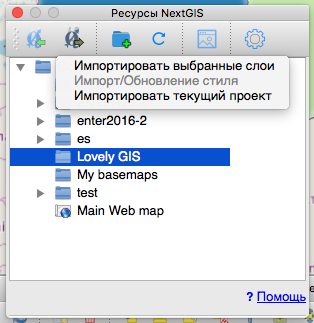 Ресурсы NextGIS
Импортировать выбранные слои
Импорт/Обновление стиля
Импортировать текущий проект
enter2016-2
es
Lovely GIS
My basemaps
test
Main Web map
? Помощь